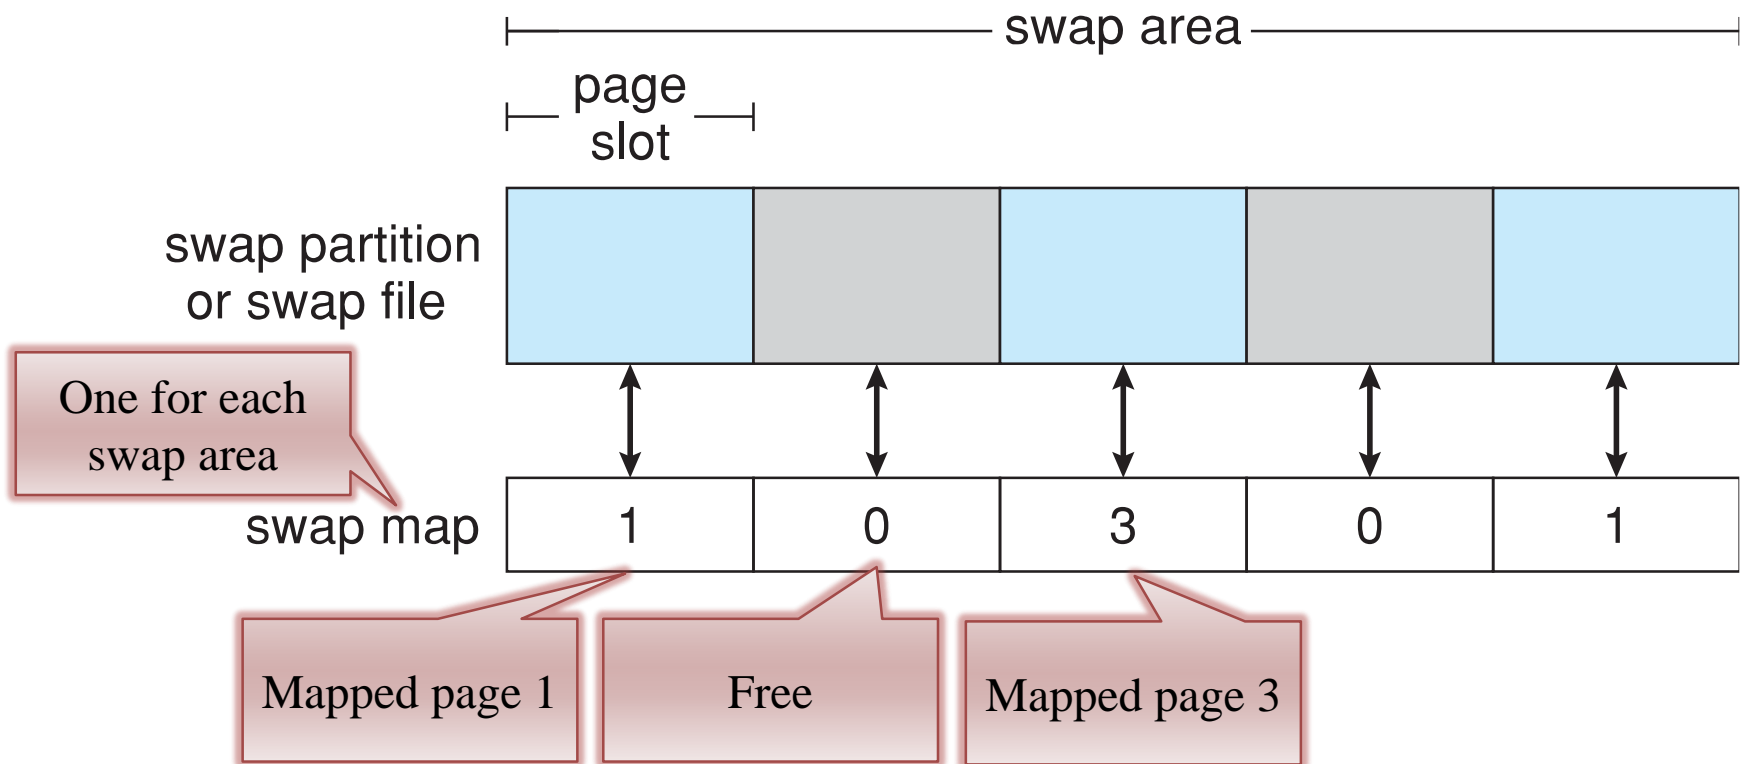 swap area
page
slot
swap partition
or swap file
One for each
swap area
swap map
1 0 3 0 1
Mapped page 1
Free
Mapped page 3